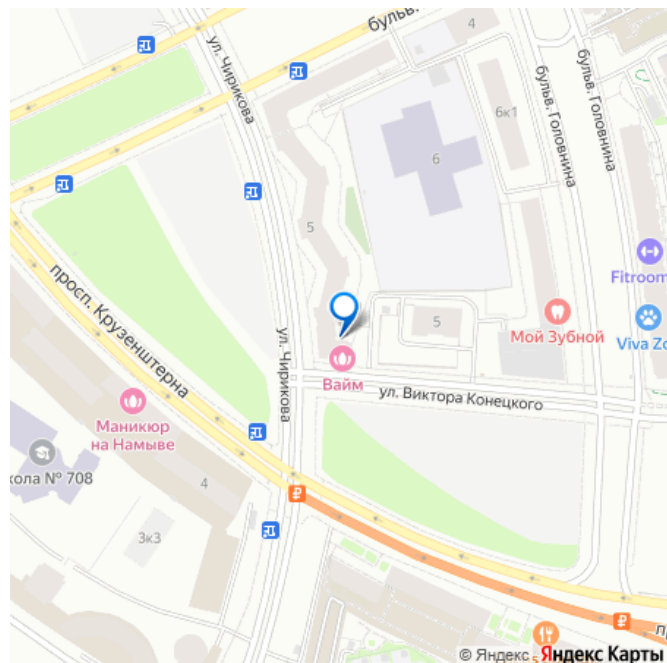 4
бульв.
бульв. Головнина
бульв. Головнина
ул. Чирикова
6к1
6
5
Fitroom
просп. Крузенштерна
5
Мой Зубной
Viva Zo
ул. Чирикова
Вайм
ул. Виктора Конецкого
Маникюр
на Намыве
кола № 708
4
3к3
₽
₽
© Яндекс
Яндекс Карты